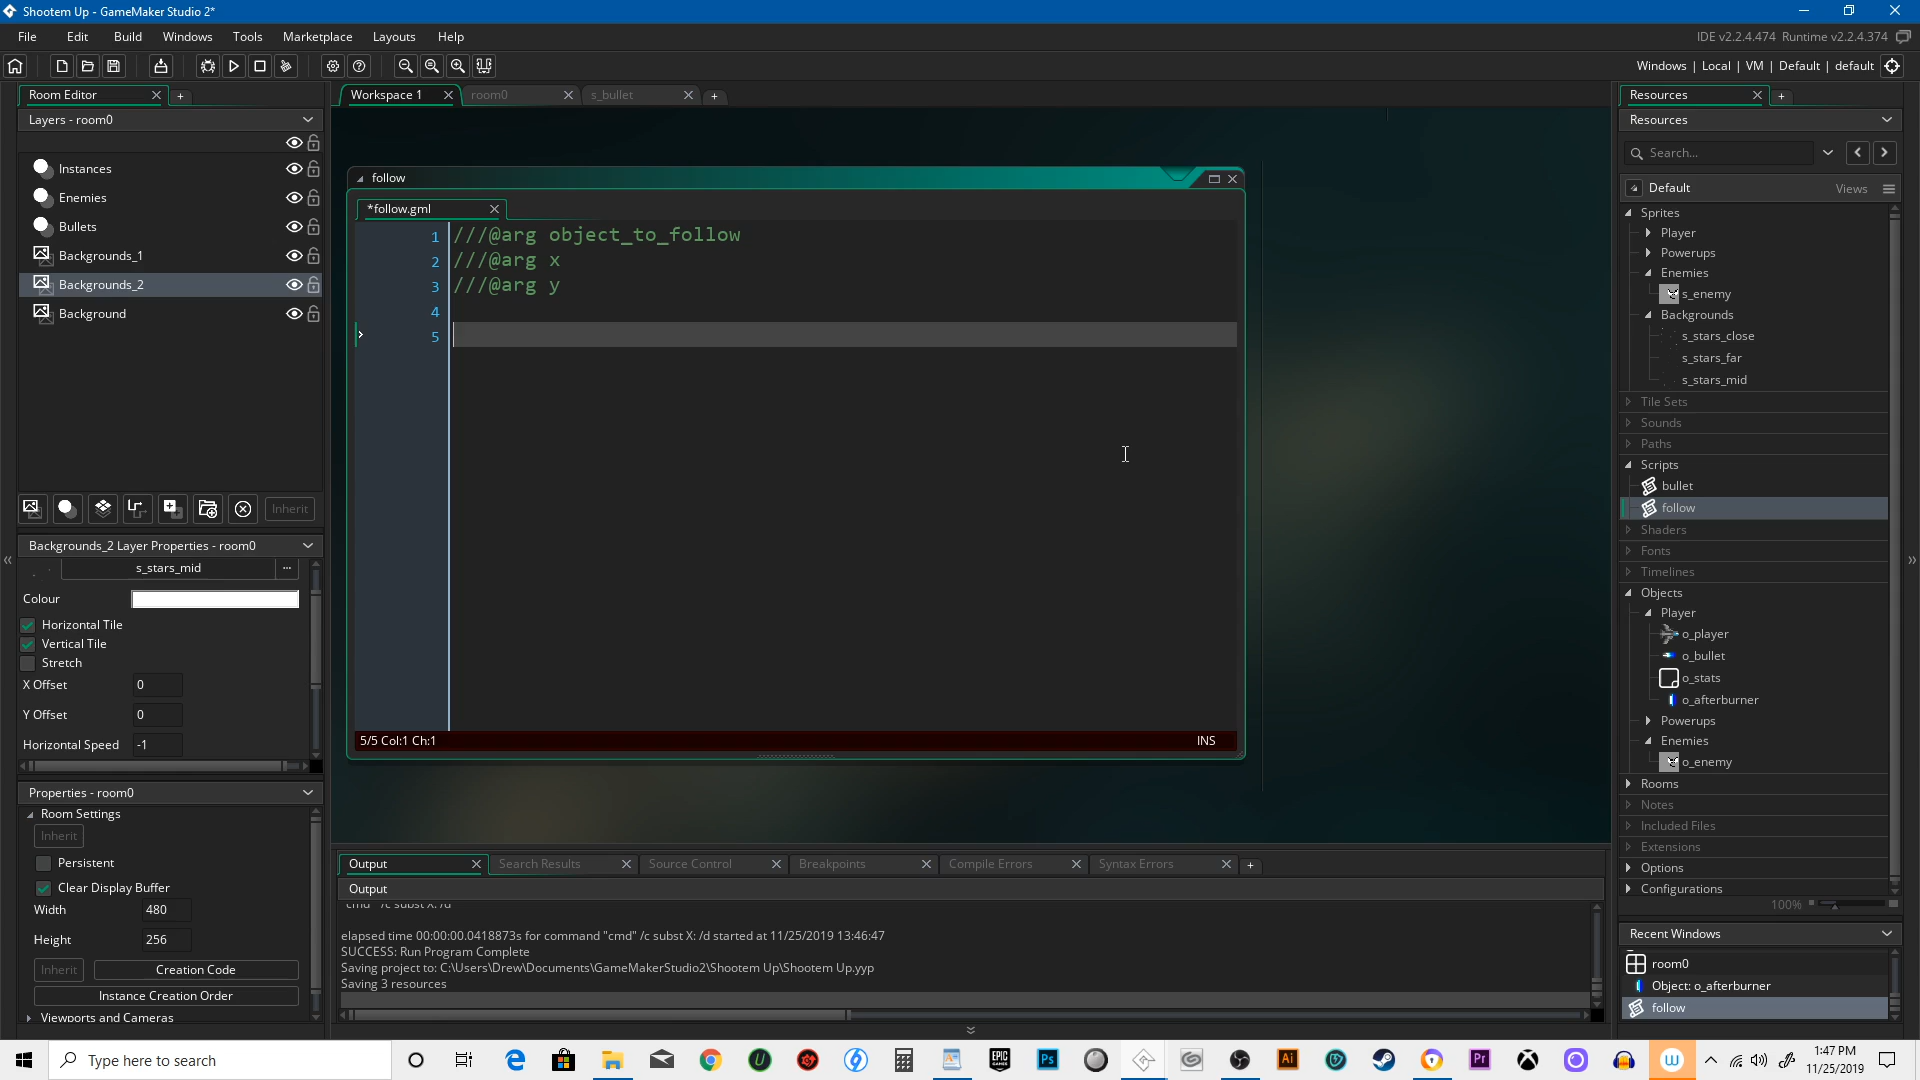 Shootem Up - GameMaker Studio 2*
File Edit Build Windows Tools Marketplace Layouts Help
IDE v2.2.4.474 Runtime v2.2.4.374
Windows | Local | VM | Default | default
Room Editor
Layers - room0
Instances
Enemies
Bullets
Backgrounds_1
Backgrounds_2
Background
Inherit
Backgrounds_2 Layer Properties - room0
s_stars_mid
...
Colour
Horizontal Tile
Vertical Tile
Stretch
X Offset 0
Y Offset 0
Horizontal Speed -1
Properties - room0
Room Settings
Inherit
Persistent
Clear Display Buffer
Width 480
Height 256
Inherit Creation Code
Instance Creation Order
Viewports and Cameras
Workspace 1 room0 s_bullet
follow
*follow.gml
1 ///@arg object_to_follow
2 ///@arg x
3 ///@arg y
4
5
5/5 Col:1 Ch:1 INS
Output Search Results Source Control Breakpoints Compile Errors Syntax Errors
Output
"cmd" /c subst X: /d
elapsed time 00:00:00.0418873s for command "cmd" /c subst X: /d started at 11/25/2019 13:46:47
SUCCESS: Run Program Complete
Saving project to: C:\Users\Drew\Documents\GameMakerStudio2\Shootem Up\Shootem Up.yyp
Saving 3 resources
Resources
Resources
Search...
Default Views
Sprites
Player
Powerups
Enemies
s_enemy
Backgrounds
s_stars_close
s_stars_far
s_stars_mid
Tile Sets
Sounds
Paths
Scripts
bullet
follow
Shaders
Fonts
Timelines
Objects
Player
o_player
o_bullet
o_stats
o_afterburner
Powerups
Enemies
o_enemy
Rooms
Notes
Included Files
Extensions
Options
Configurations
100%
Recent Windows
room0
Object: o_afterburner
follow
Type here to search
EPIC GAMES
Ps
Ai
Pr
W
1:47 PM
11/25/2019